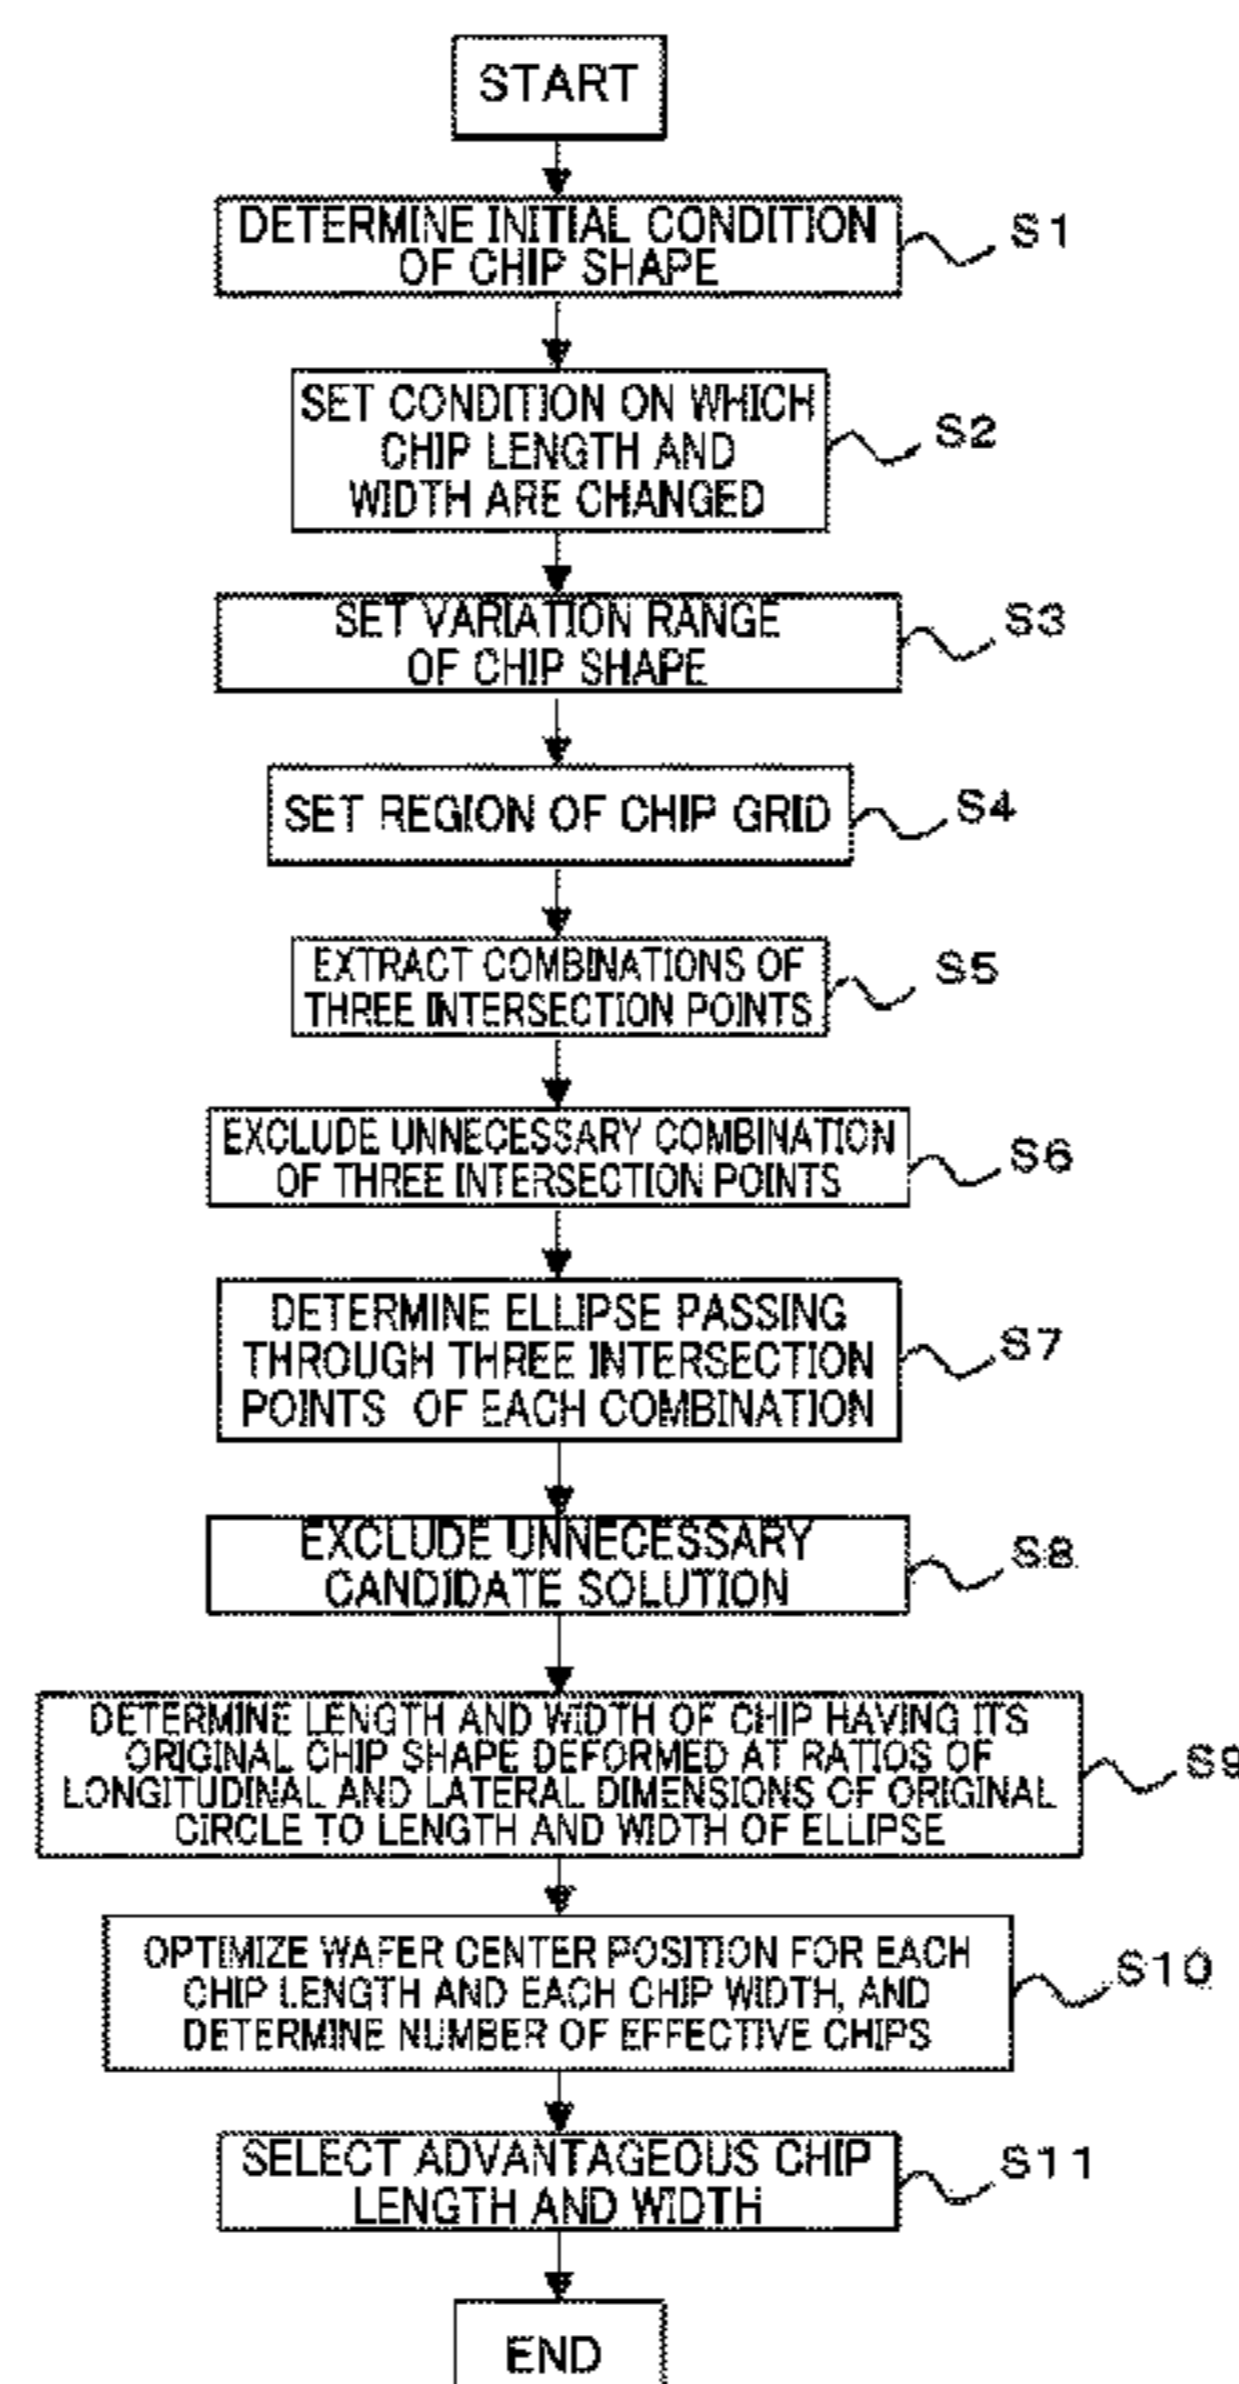 START
DETERMINE INITIAL CONDITION
OF CHIP SHAPE
S1
SET CONDITION ON WHICH
CHIP LENGTH AND
WIDTH ARE CHANGED
S2
SET VARIATION RANGE
OF CHIP SHAPE
S3
SET REGION OF CHIP GRID
S4
EXTRACT COMBINATIONS OF
THREE INTERSECTION POINTS
S5
EXCLUDE UNNECESSARY COMBINATION
OF THREE INTERSECTION POINTS
S6
DETERMINE ELLIPSE PASSING
THROUGH THREE INTERSECTION
POINTS OF EACH COMBINATION
S7
EXCLUDE UNNECESSARY
CANDIDATE SOLUTION
S8
DETERMINE LENGTH AND WIDTH OF CHIP HAVING ITS
ORIGINAL CHIP SHAPE DEFORMED AT RATIOS OF
LONGITUDINAL AND LATERAL DIMENSIONS OF ORIGINAL
CIRCLE TO LENGTH AND WIDTH OF ELLIPSE
S9
OPTIMIZE WAFER CENTER POSITION FOR EACH
CHIP LENGTH AND EACH CHIP WIDTH, AND
DETERMINE NUMBER OF EFFECTIVE CHIPS
S10
SELECT ADVANTAGEOUS CHIP
LENGTH AND WIDTH
S11
END